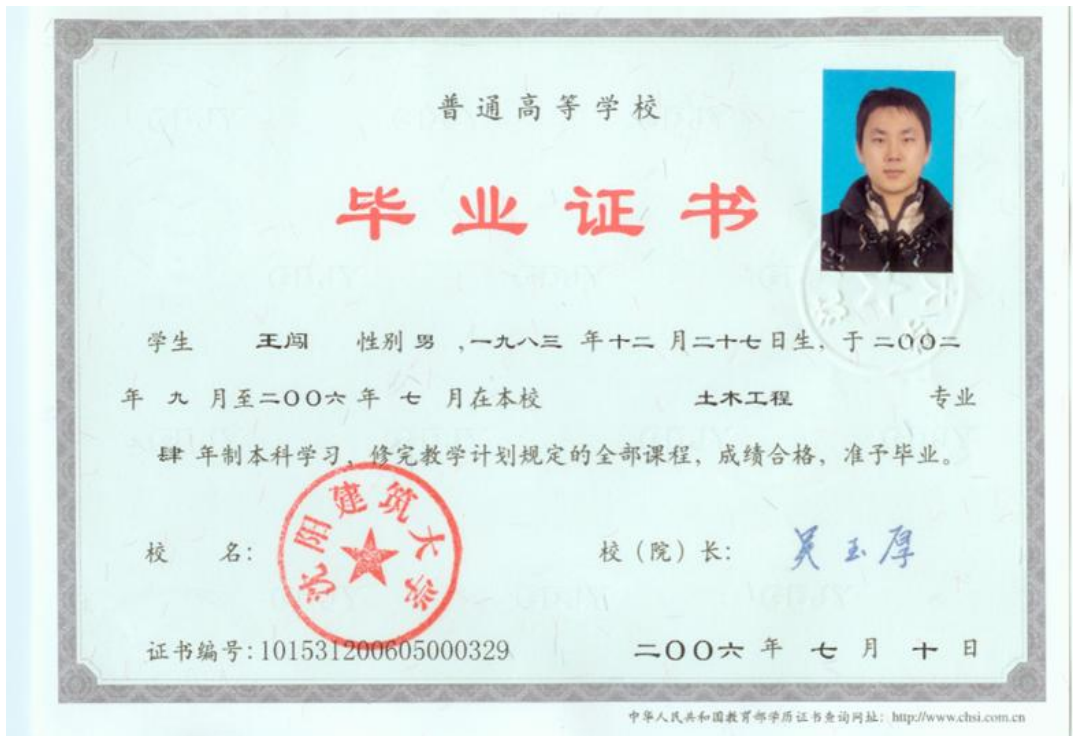 普通高等学校
毕业证书
学生 王闯 性别 男 ,一九八三 年十二 月二十七日生, 于 二〇〇二
年 九 月至二〇〇六 年 七 月在本校 土木工程 专业
肆 年制本科学习, 修完教学计划规定的全部课程, 成绩合格, 准予毕业。
沈阳建筑大学
校 名: 校（院）长: 吴玉厚
证书编号:101531200605000329 二〇〇六 年 七 月 十 日
中华人民共和国教育部学历证书查询网址: http://www.chsi.com.cn